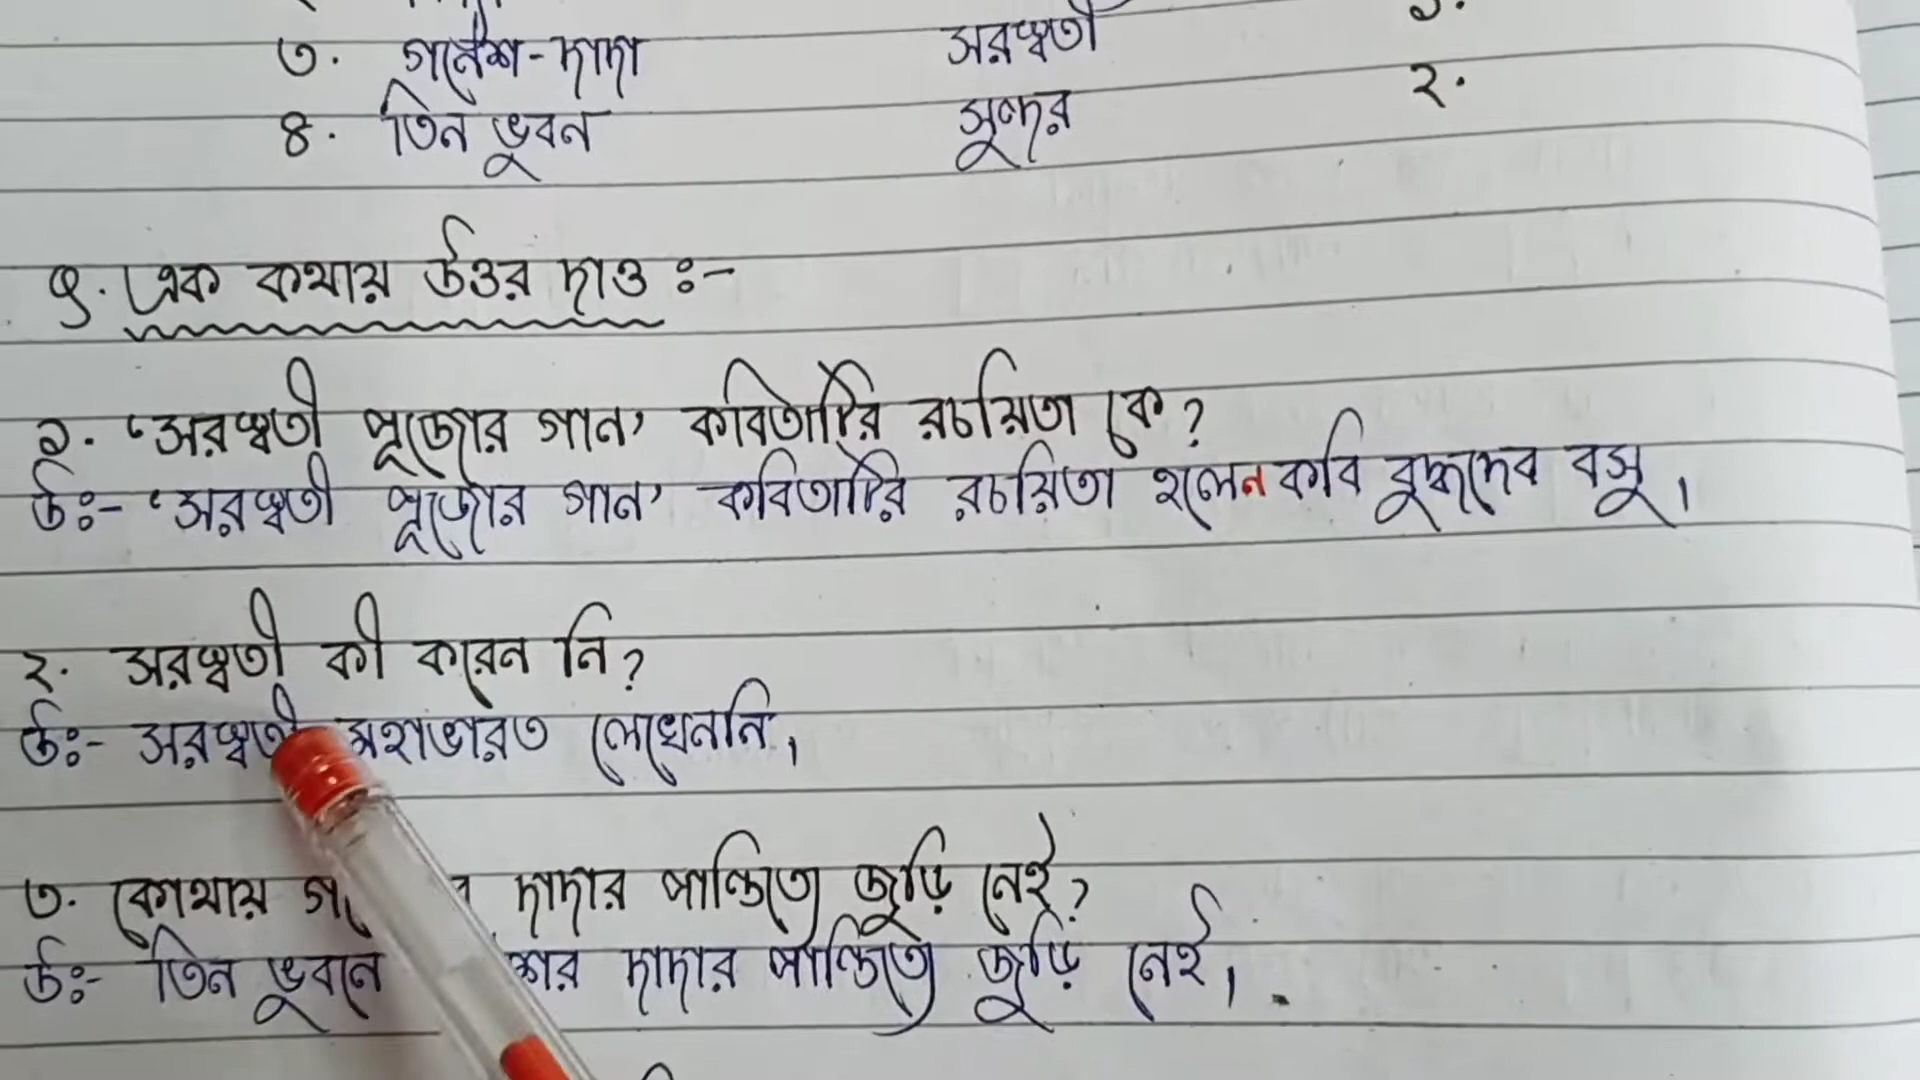 ৩. গনেশ-দাদা সরস্বতী
৪. তিন ভুবন সুন্দর ২.
৫. এক কথায় উত্তর দাও ঃ-
১. ‘সরস্বতী পূজোর গান’ কবিতাটির রচয়িতা কে?
উঃ- ‘সরস্বতী পূজোর গান’ কবিতাটির রচয়িতা হলেন কবি বুদ্ধদেব বসু।
২. সরস্বতী কী করেন নি?
উঃ- সরস্বতী মহাভারত লেখেননি।
৩. কোথায় দাদার পান্ডিত্যে জুড়ি নেই?
উঃ- তিন ভুবনে দাদার পান্ডিত্যে জুড়ি নেই।